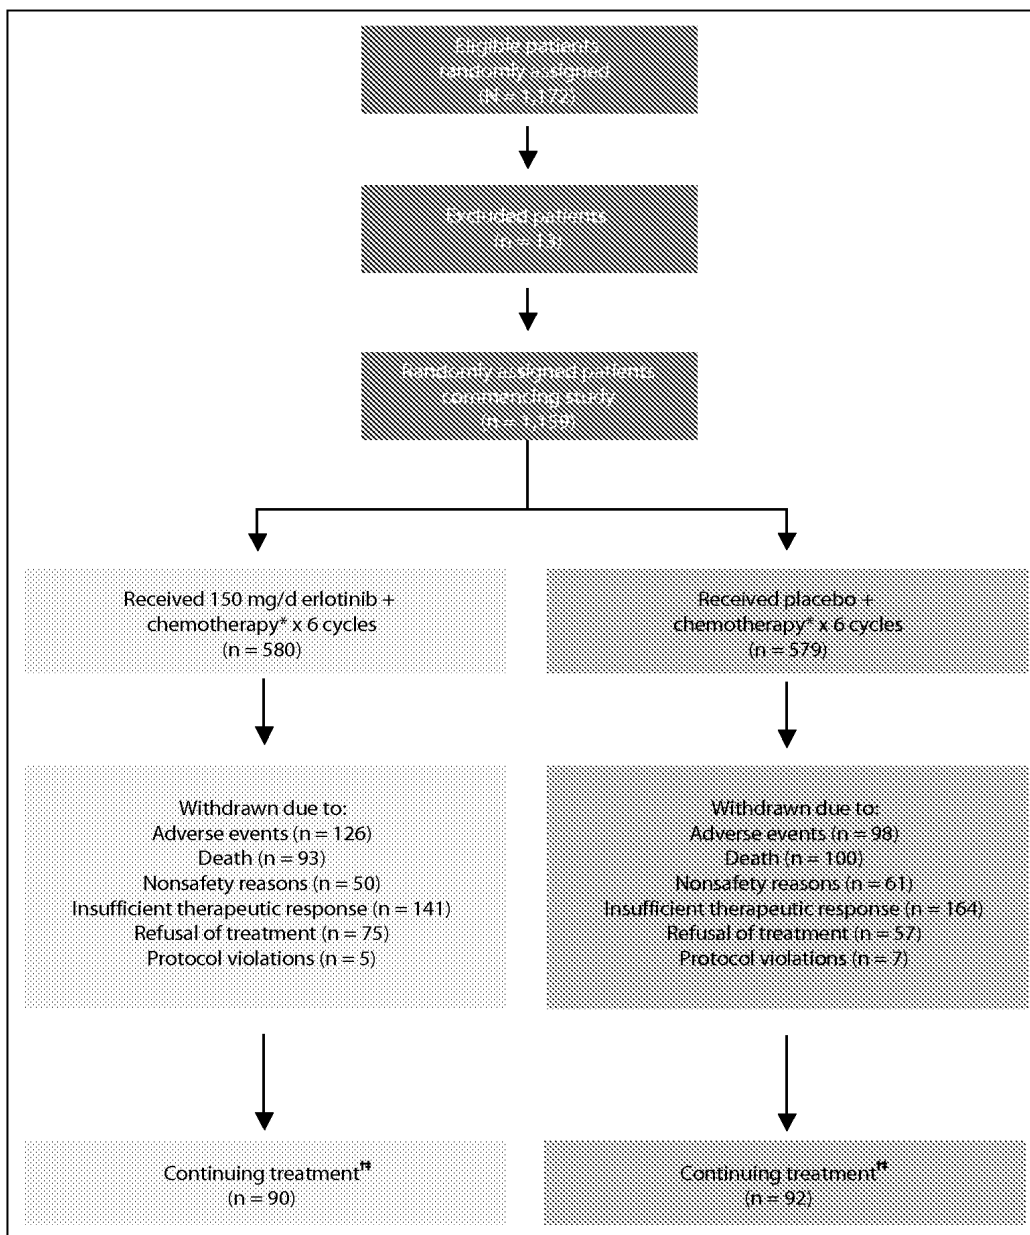 Eligible patients
randomly assigned
(N = 1,172)
Excluded patients
(n = 13)
Randomly assigned patients
commencing study
(n = 1,159)
Received 150 mg/d erlotinib +
chemotherapy* x 6 cycles
(n = 580)
Received placebo +
chemotherapy* x 6 cycles
(n = 579)
Withdrawn due to:
Adverse events (n = 126)
Death (n = 93)
Nonsafety reasons (n = 50)
Insufficient therapeutic response (n = 141)
Refusal of treatment (n = 75)
Protocol violations (n = 5)
Withdrawn due to:
Adverse events (n = 98)
Death (n = 100)
Nonsafety reasons (n = 61)
Insufficient therapeutic response (n = 164)
Refusal of treatment (n = 57)
Protocol violations (n = 7)
Continuing treatment†‡
(n = 90)
Continuing treatment†‡
(n = 92)